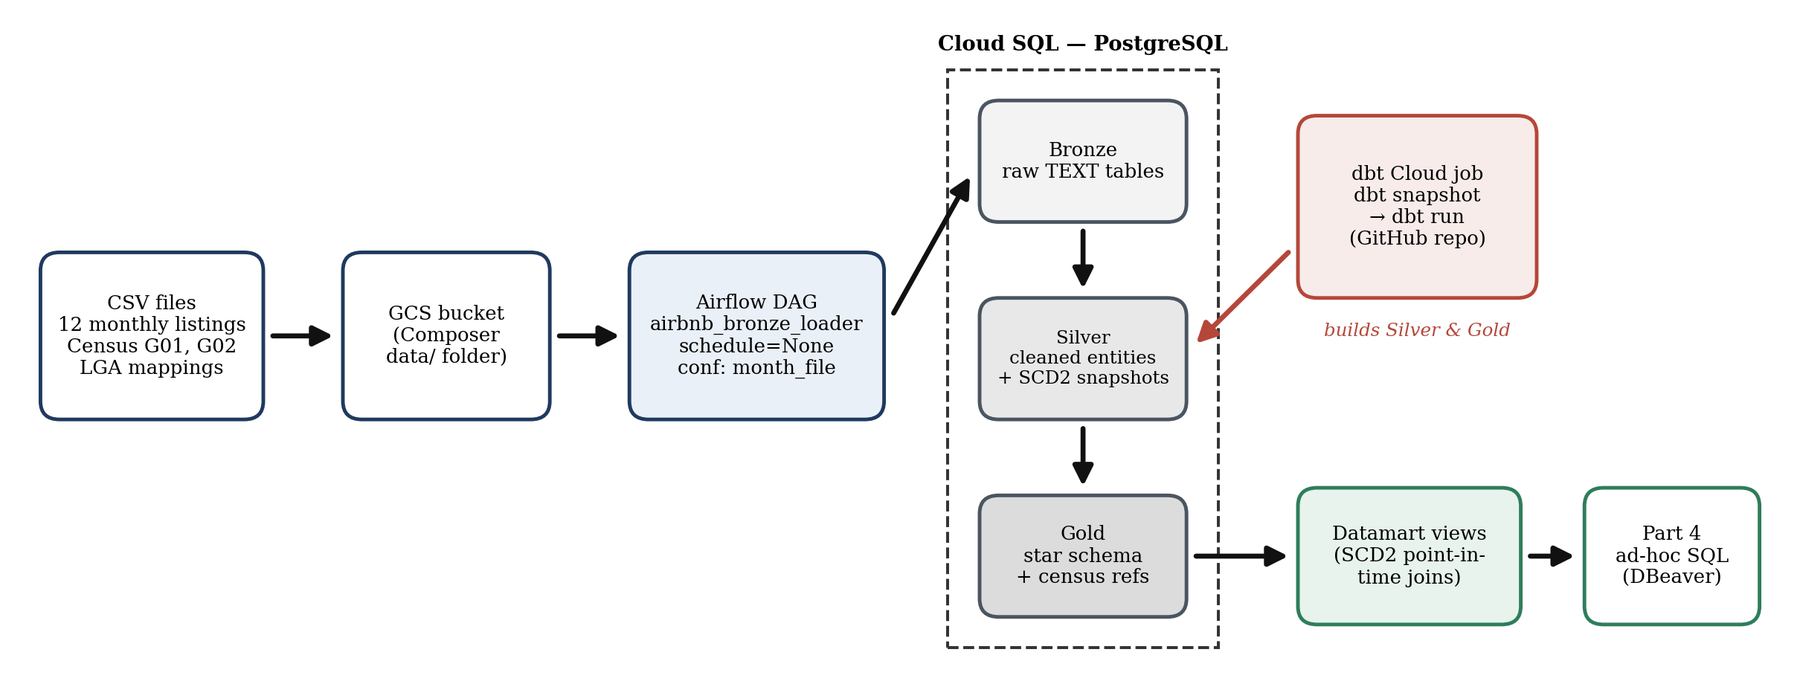 Cloud SQL — PostgreSQL
CSV files
12 monthly listings
Census G01, G02
LGA mappings
GCS bucket
(Composer
data/ folder)
Airflow DAG
airbnb_bronze_loader
schedule=None
conf: month_file
Bronze
raw TEXT tables
Silver
cleaned entities
+ SCD2 snapshots
Gold
star schema
+ census refs
dbt Cloud job
dbt snapshot
→ dbt run
(GitHub repo)
builds Silver & Gold
Datamart views
(SCD2 point-in-
time joins)
Part 4
ad-hoc SQL
(DBeaver)